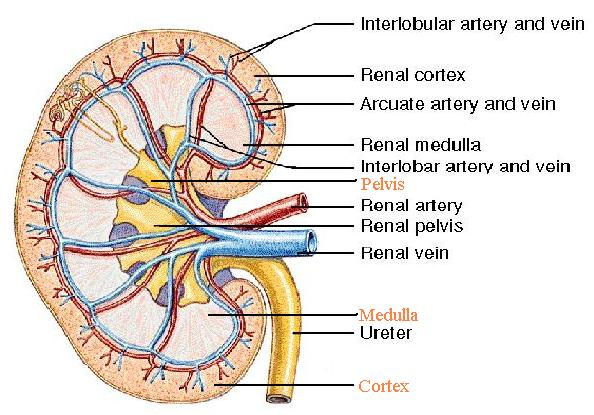 Interlobular artery and vein
Renal cortex
Arcuate artery and vein
Renal medulla
Interlobar artery and vein
Pelvis
Renal artery
Renal pelvis
Renal vein
Medulla
Ureter
Cortex